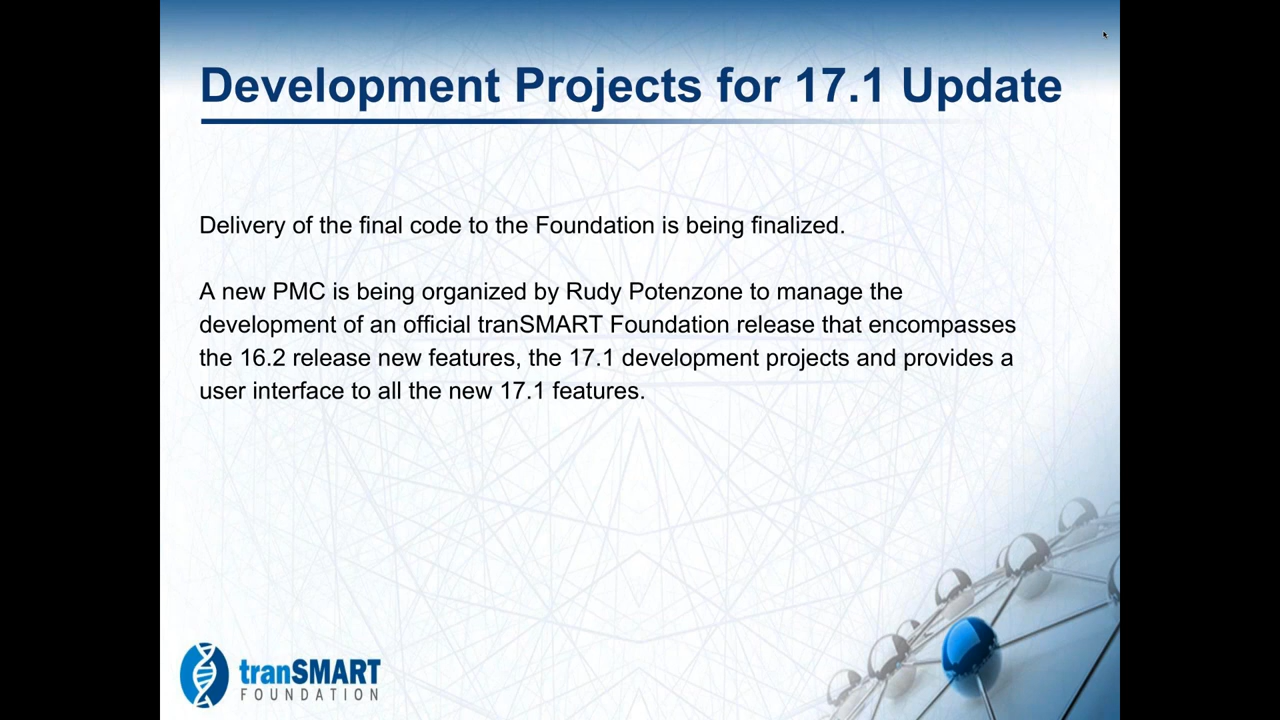 Development Projects for 17.1 Update
Delivery of the final code to the Foundation is being finalized.
A new PMC is being organized by Rudy Potenzone to manage the
development of an official tranSMART Foundation release that encompasses
the 16.2 release new features, the 17.1 development projects and provides a
user interface to all the new 17.1 features.
tranSMART
FOUNDATION